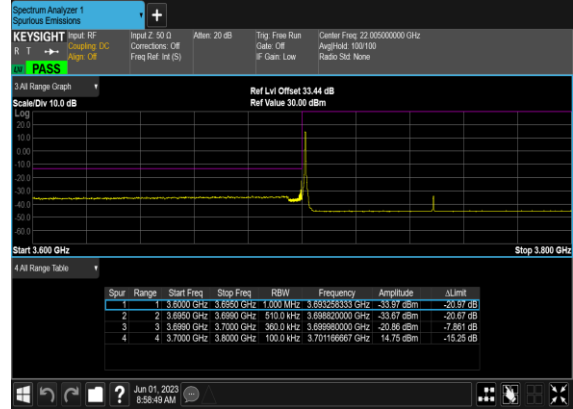 Spectrum Analyzer 1
Spurious Emissions
KEYSIGHT Input: RF Input Z: 50 Ω Atten: 20 dB Trig: Free Run Center Freq: 22.005000000 GHz
R T Coupling: DC Corrections: Off Gate: Off Avg|Hold: 100/100
Align: Off Freq Ref: Int (S) IF Gain: Low Radio Std: None
PASS
3 All Range Graph
Ref Lvl Offset 33.44 dB
Scale/Div 10.0 dB Ref Value 30.00 dBm
Log
20.0
10.0
0.00
-10.0
-20.0
-30.0
-40.0
-50.0
-60.0
Start 3.600 GHz Stop 3.800 GHz
4 All Range Table
Spur Range Start Freq Stop Freq RBW Frequency Amplitude ΔLimit
1 1 3.6000 GHz 3.6950 GHz 1.000 MHz 3.693258333 GHz -33.97 dBm -20.97 dB
2 2 3.6950 GHz 3.6990 GHz 510.0 kHz 3.698820000 GHz -33.67 dBm -20.67 dB
3 3 3.6990 GHz 3.7000 GHz 360.0 kHz 3.699980000 GHz -20.86 dBm -7.861 dB
4 4 3.7000 GHz 3.8000 GHz 100.0 kHz 3.701166667 GHz 14.75 dBm -15.25 dB
Jun 01, 2023
8:58:49 AM